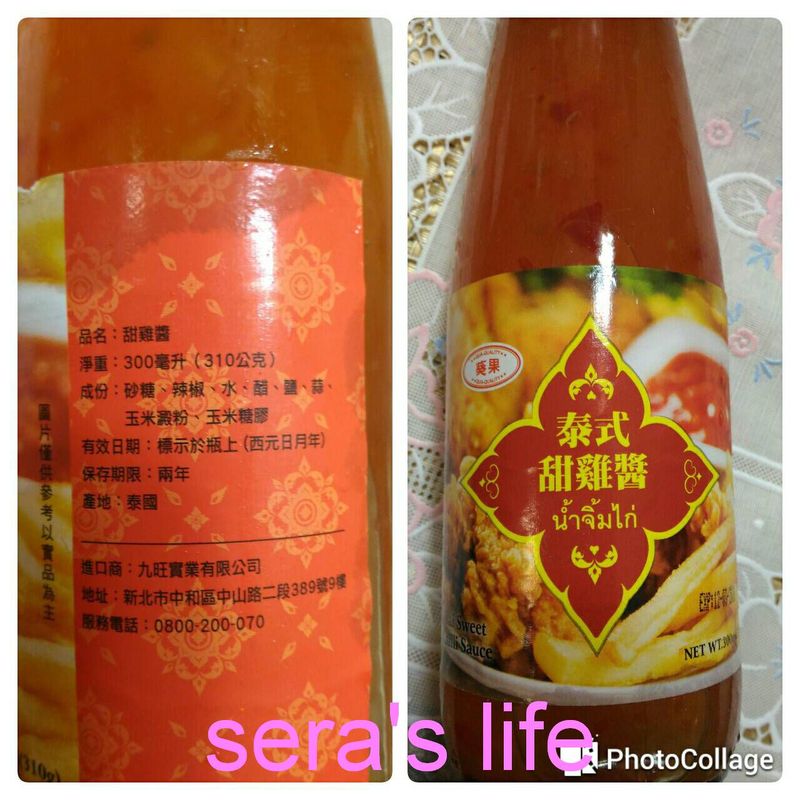 品名：甜雞醬
淨重：300毫升（310公克）
成份：砂糖、辣椒、水、醋、鹽、蒜、
玉米澱粉、玉米糖膠
有效日期：標示於瓶上(西元日月年)
保存期限：兩年
產地：泰國
進口商：九旺實業有限公司
地址：新北市中和區中山路二段389號9樓
服務電話：0800-200-070
圖片僅供參考以實品為主
(310g)
葵果
泰式
甜雞醬
น้ำจิ้มไก่
Sweet
Sauce
NET WT.300
sera's life
PhotoCollage